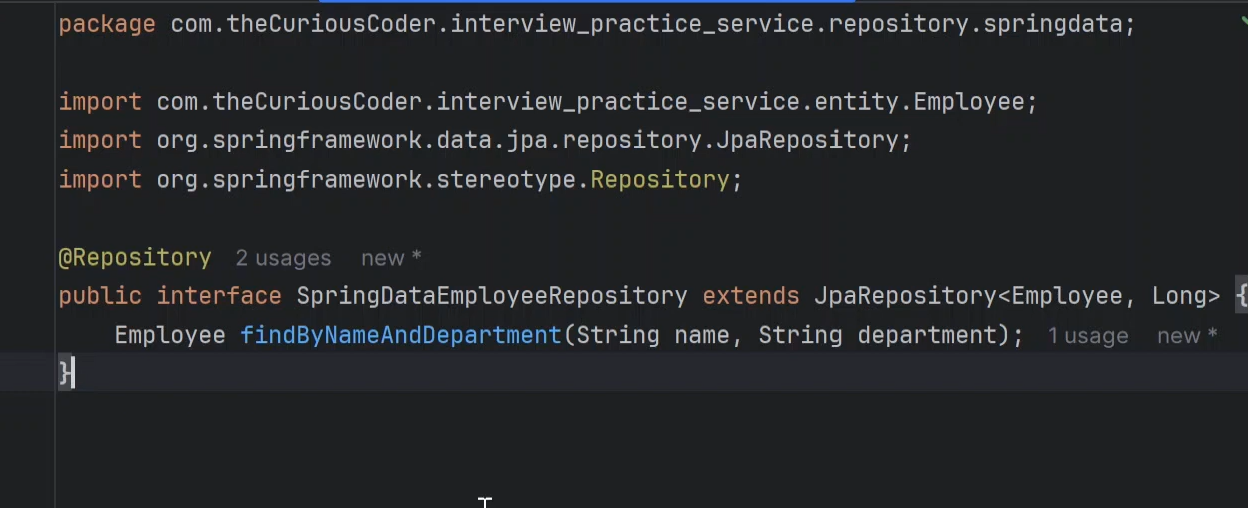 package com.theCuriousCoder.interview_practice_service.repository.springdata;
import com.theCuriousCoder.interview_practice_service.entity.Employee;
import org.springframework.data.jpa.repository.JpaRepository;
import org.springframework.stereotype.Repository;
@Repository 2 usages new *
public interface SpringDataEmployeeRepository extends JpaRepository<Employee, Long> {
Employee findByNameAndDepartment(String name, String department); 1 usage new *
}